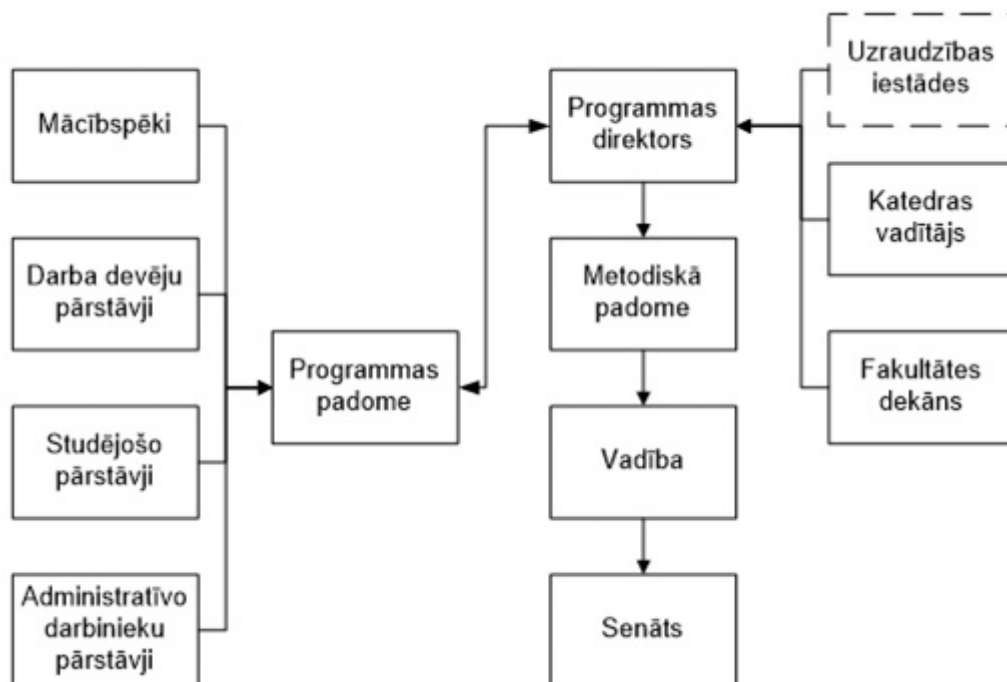 Mācībspēki
Darba devēju
pārstāvji
Studējošo
pārstāvji
Administratīvo
darbinieku
pārstāvji
Programmas
padome
Programmas
direktors
Metodiskā
padome
Vadība
Senāts
Uzraudzības
iestādes
Katedras
vadītājs
Fakultātes
dekāns